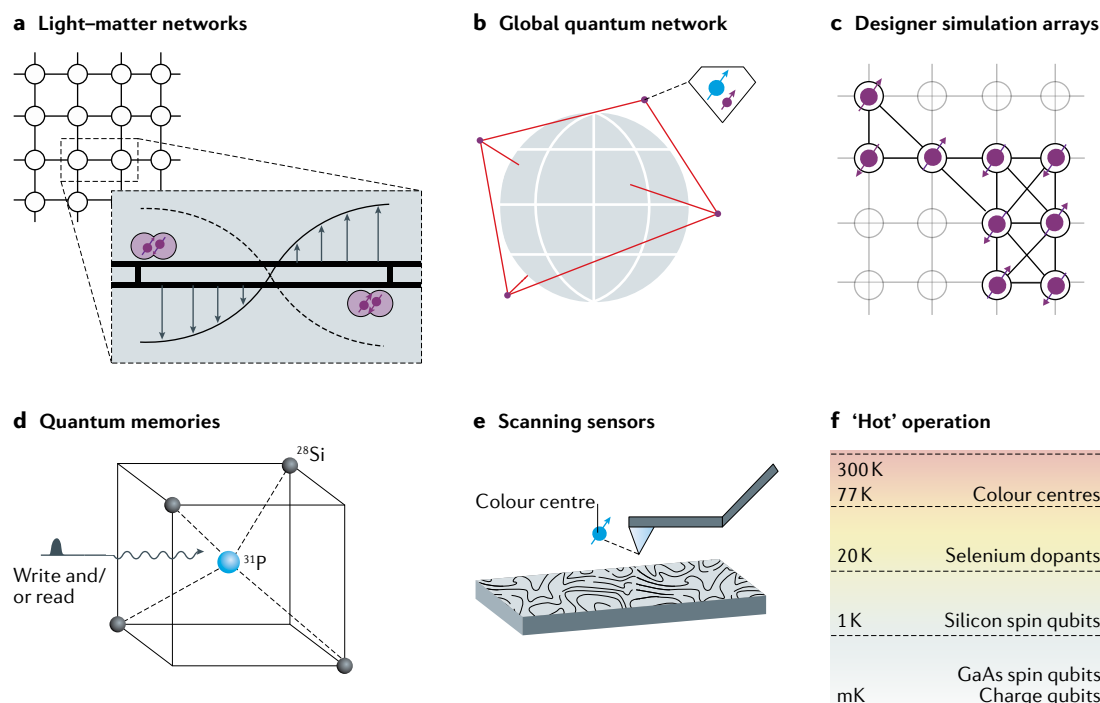 a Light–matter networks
b Global quantum network
c Designer simulation arrays
d Quantum memories
²⁸Si
³¹P
Write and/
or read
e Scanning sensors
Colour centre
f ‘Hot’ operation
300 K
77 K Colour centres
20 K Selenium dopants
1 K Silicon spin qubits
GaAs spin qubits
mK Charge qubits